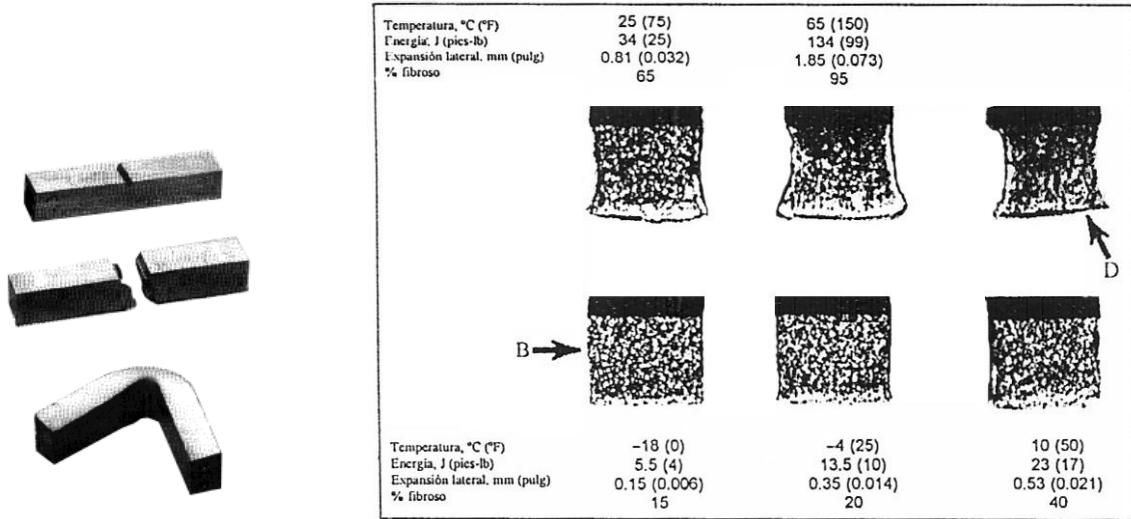 Temperatura, °C (°F) 25 (75) 65 (150)
Energía, J (pies-lb) 34 (25) 134 (99)
Expansión lateral, mm (pulg) 0.81 (0.032) 1.85 (0.073)
% fibroso 65 95
D
B
Temperatura, °C (°F) –18 (0) –4 (25) 10 (50)
Energía, J (pies-lb) 5.5 (4) 13.5 (10) 23 (17)
Expansión lateral, mm (pulg) 0.15 (0.006) 0.35 (0.014) 0.53 (0.021)
% fibroso 15 20 40